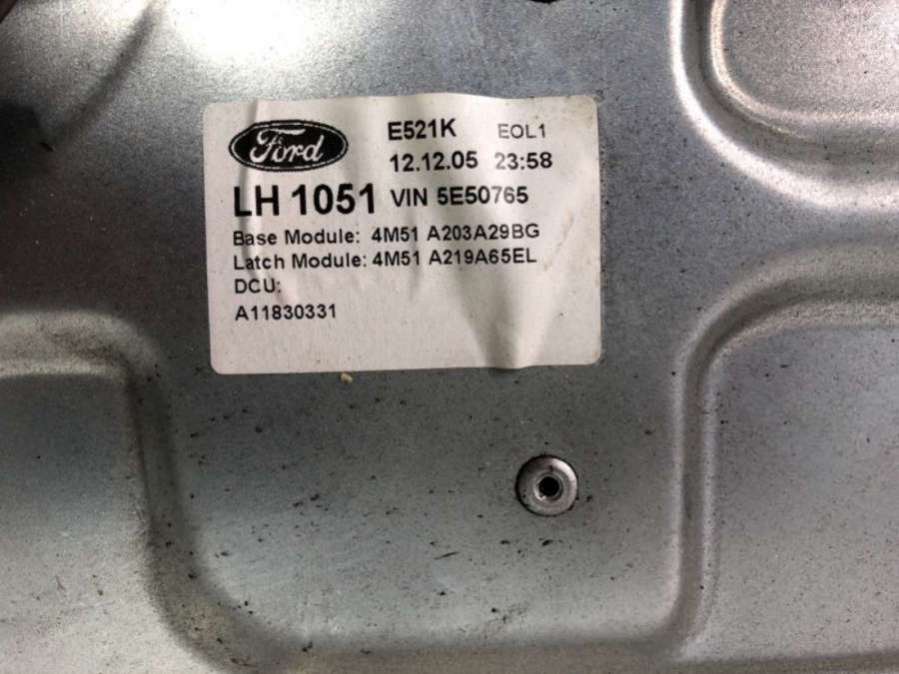 Ford E521K EOL1
12.12.05 23:58
LH 1051 VIN 5E50765
Base Module: 4M51 A203A29BG
Latch Module: 4M51 A219A65EL
DCU:
A11830331